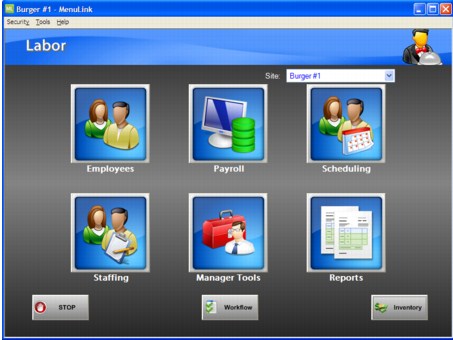 Burger #1 - MenuLink
Security Tools Help
Labor
Site: Burger #1
Employees Payroll Scheduling
Staffing Manager Tools Reports
STOP Workflow Inventory